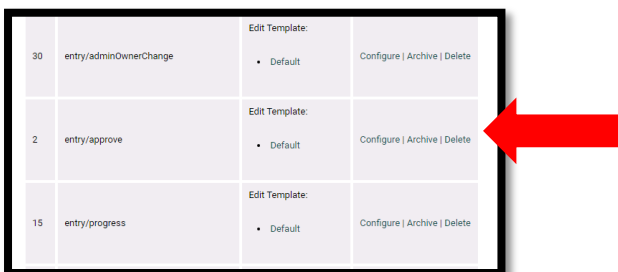 Edit Template:
30 entry/adminOwnerChange • Default Configure | Archive | Delete
Edit Template:
2 entry/approve • Default Configure | Archive | Delete
Edit Template:
15 entry/progress • Default Configure | Archive | Delete